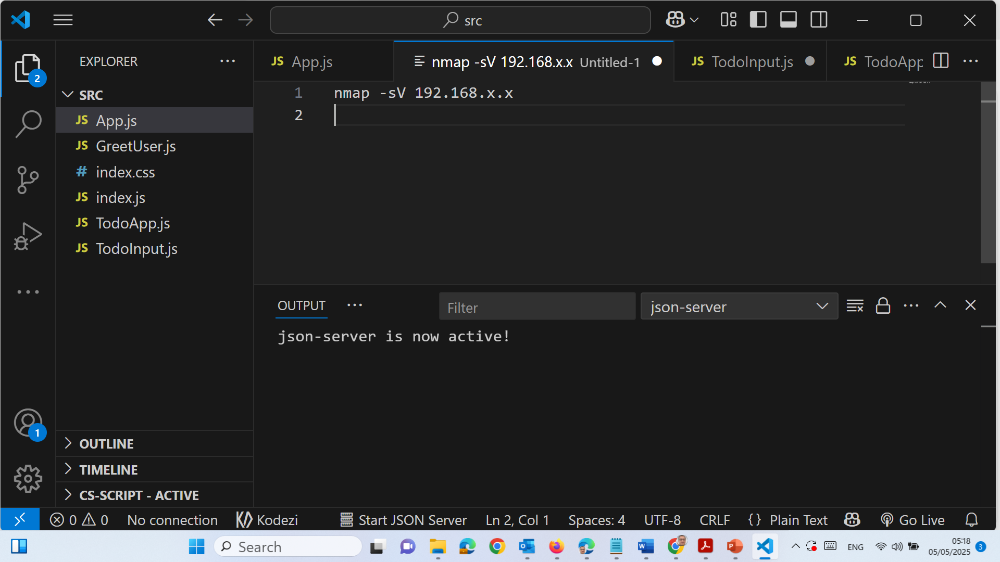 src
EXPLORER
2
SRC
JS App.js
JS GreetUser.js
# index.css
JS index.js
JS TodoApp.js
JS TodoInput.js
1
OUTLINE
TIMELINE
CS-SCRIPT - ACTIVE
JS App.js
nmap -sV 192.168.x.x Untitled-1
JS TodoInput.js
JS TodoApp
1 nmap -sV 192.168.x.x
2
OUTPUT
Filter
json-server
json-server is now active!
0 0 No connection Kodezi Start JSON Server Ln 2, Col 1 Spaces: 4 UTF-8 CRLF {} Plain Text Go Live
Search
ENG
05:18
05/05/2025
3